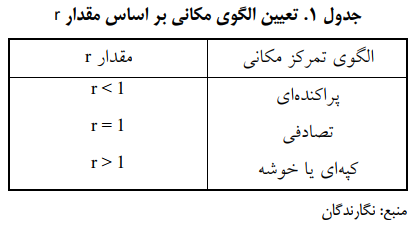 جدول ۱. تعیین الگوی مکانی بر اساس مقدار r
الگوی تمرکز مکانی مقدار r
پراکنده‌ای r < 1
تصادفی r = 1
کپه‌ای یا خوشه r > 1
منبع: نگارندگان